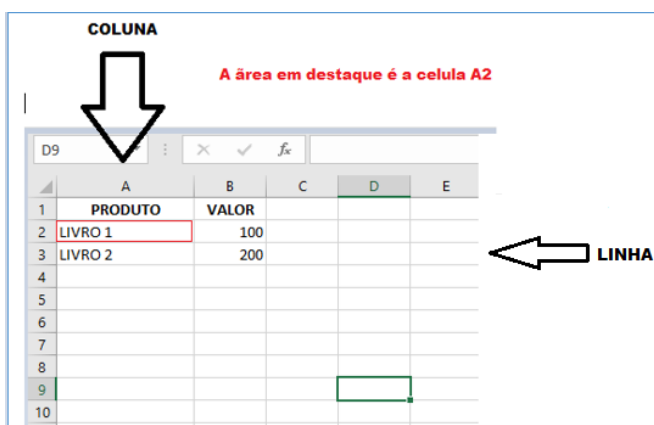 COLUNA
A ãrea em destaque é a celula A2
D9 fx
A B C D E
1 PRODUTO VALOR
2 LIVRO 1 100
3 LIVRO 2 200
LINHA
4
5
6
7
8
9
10